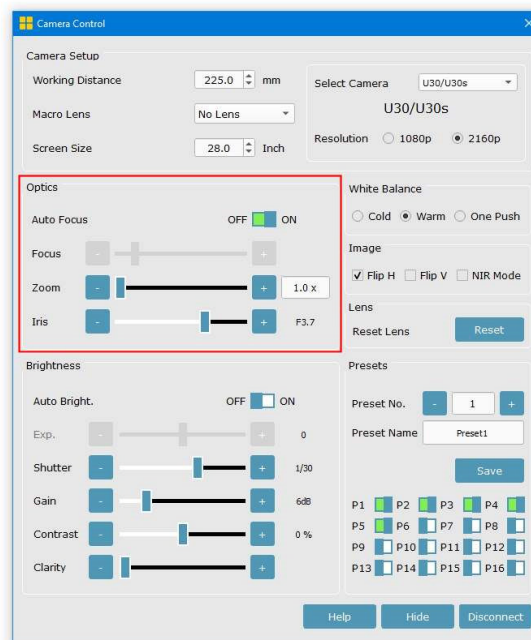 Camera Control
Camera Setup
Working Distance 225.0 mm
Macro Lens No Lens
Screen Size 28.0 Inch
Select Camera U30/U30s
U30/U30s
Resolution 1080p 2160p
Optics
Auto Focus OFF ON
Focus - +
Zoom - + 1.0 x
Iris - + F3.7
White Balance
Cold Warm One Push
Image
Flip H Flip V NIR Mode
Lens
Reset Lens Reset
Brightness
Auto Bright. OFF ON
Exp. - + 0
Shutter - + 1/30
Gain - + 6dB
Contrast - + 0 %
Clarity - +
Presets
Preset No. - 1 +
Preset Name Preset1
Save
P1 P2 P3 P4
P5 P6 P7 P8
P9 P10 P11 P12
P13 P14 P15 P16
Help Hide Disconnect